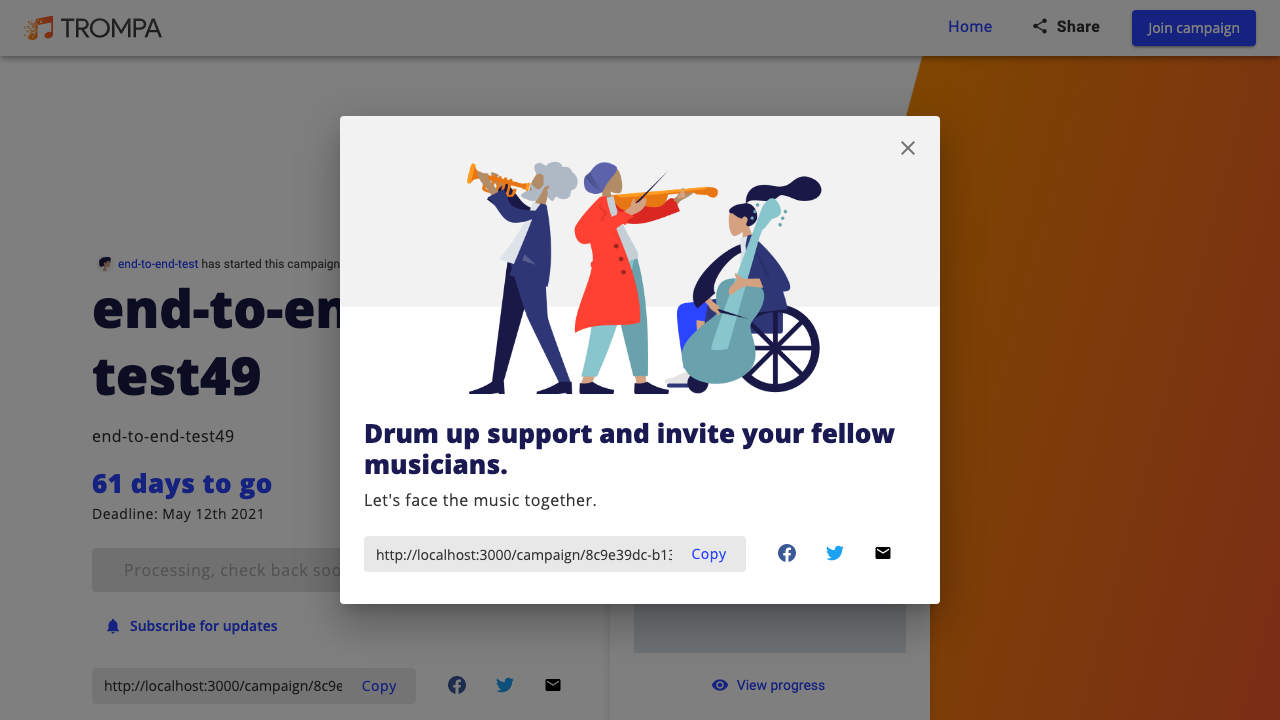 TROMPA
Home
Share
Join campaign
end-to-end-test has started this campaign
end-to-en
test49
end-to-end-test49
61 days to go
Deadline: May 12th 2021
Processing, check back soo
Subscribe for updates
http://localhost:3000/campaign/8c9e
Copy
View progress
Drum up support and invite your fellow
musicians.
Let's face the music together.
http://localhost:3000/campaign/8c9e39dc-b13
Copy